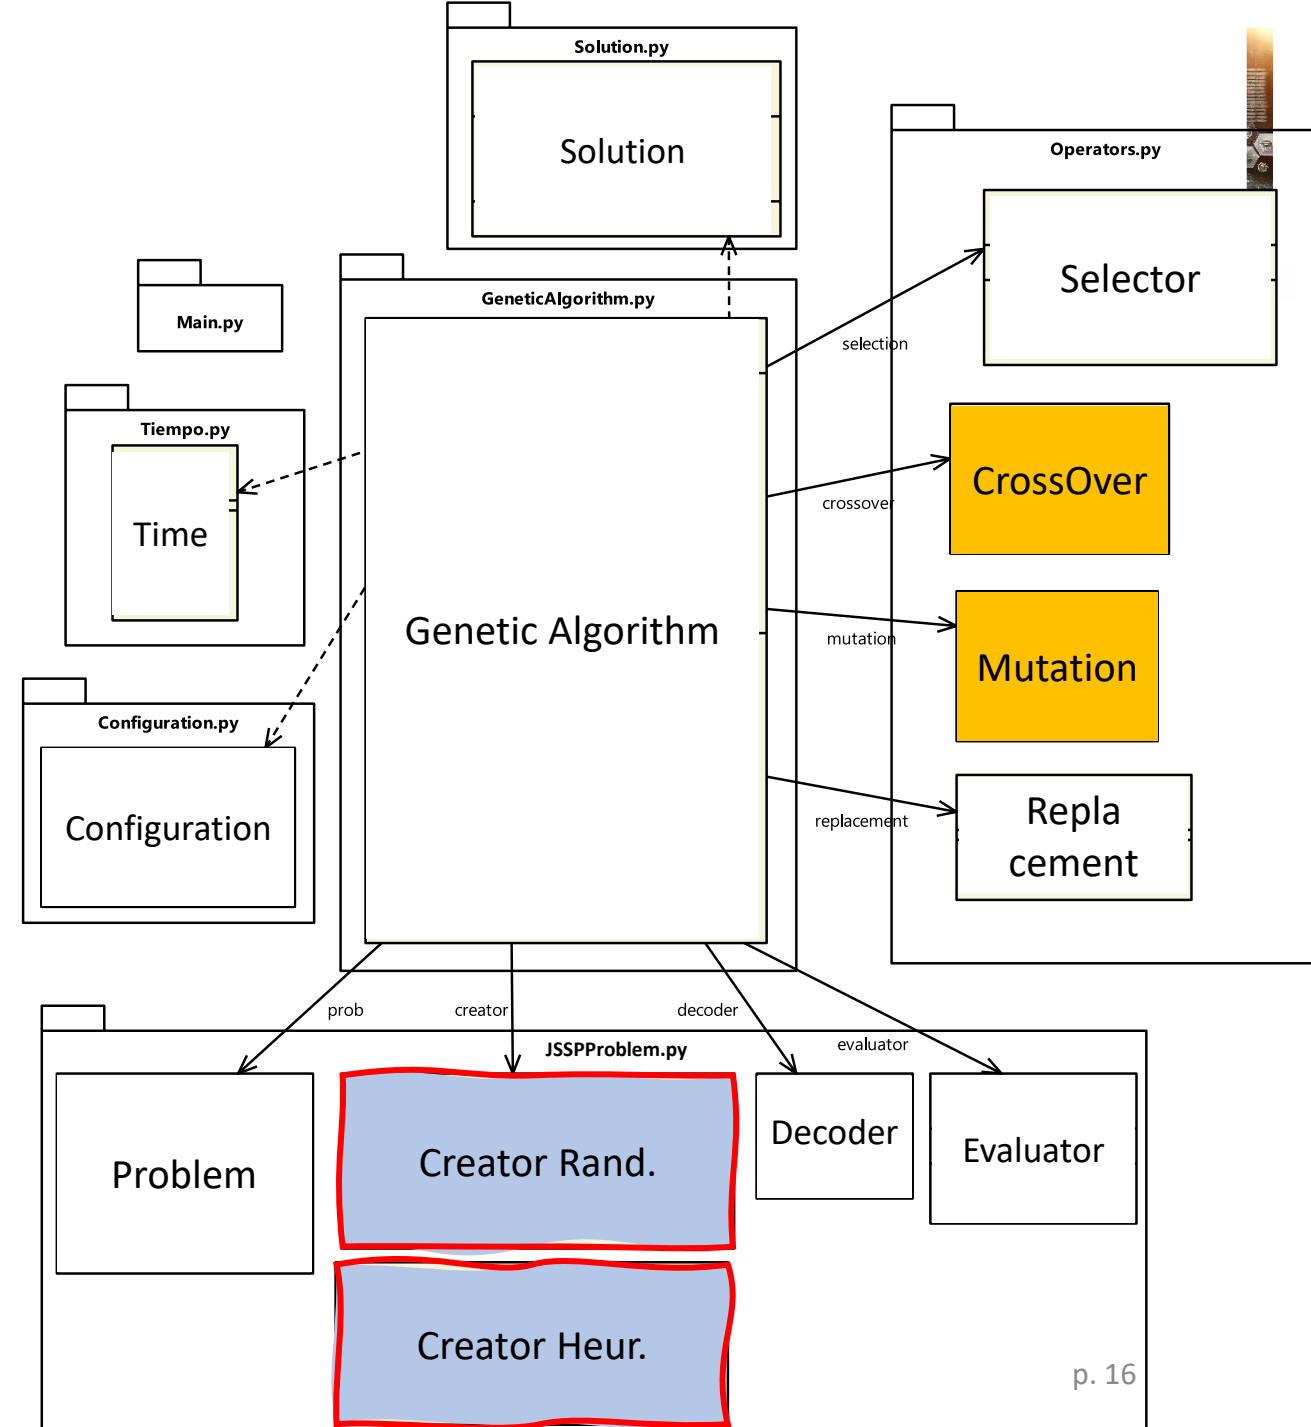 Solution.py
Solution
Operators.py
Selector
GeneticAlgorithm.py
Main.py
selection
Tiempo.py
Time
CrossOver
crossover
Genetic Algorithm
mutation
Mutation
Configuration.py
Configuration
replacement
Repla
cement
prob
creator
decoder
evaluator
JSSPProblem.py
Problem
Creator Rand.
Decoder
Evaluator
Creator Heur.
p. 16